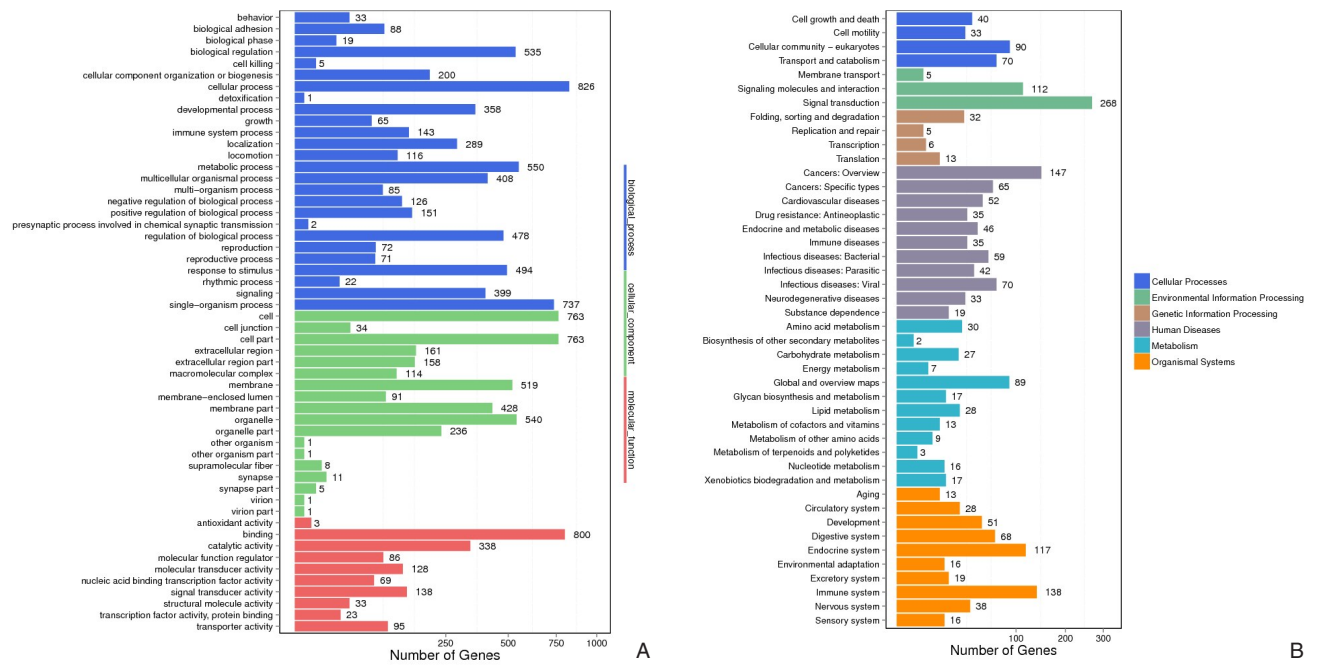 behavior 33
biological adhesion 88
biological phase 19
biological regulation 535
cell killing 5
cellular component organization or biogenesis 200
cellular process 826
detoxification 1
developmental process 358
growth 65
immune system process 143
localization 289
locomotion 116
metabolic process 550
multicellular organismal process 408
multi−organism process 85
negative regulation of biological process 126
positive regulation of biological process 151
presynaptic process involved in chemical synaptic transmission 2
regulation of biological process 478
reproduction 72
reproductive process 71
response to stimulus 494
rhythmic process 22
signaling 399
single−organism process 737
cell 763
cell junction 34
cell part 763
extracellular region 161
extracellular region part 158
macromolecular complex 114
membrane 519
membrane−enclosed lumen 91
membrane part 428
organelle 540
organelle part 236
other organism 1
other organism part 1
supramolecular fiber 8
synapse 11
synapse part 5
virion 1
virion part 1
antioxidant activity 3
binding 800
catalytic activity 338
molecular function regulator 86
molecular transducer activity 128
nucleic acid binding transcription factor activity 69
signal transducer activity 138
structural molecule activity 33
transcription factor activity, protein binding 23
transporter activity 95
250 500 750 1000
Number of Genes
biological_process
cellular_component
molecular_function
A
Cell growth and death 40
Cell motility 33
Cellular community − eukaryotes 90
Transport and catabolism 70
Membrane transport 5
Signaling molecules and interaction 112
Signal transduction 268
Folding, sorting and degradation 32
Replication and repair 5
Transcription 6
Translation 13
Cancers: Overview 147
Cancers: Specific types 65
Cardiovascular diseases 52
Drug resistance: Antineoplastic 35
Endocrine and metabolic diseases 46
Immune diseases 35
Infectious diseases: Bacterial 59
Infectious diseases: Parasitic 42
Infectious diseases: Viral 70
Neurodegenerative diseases 33
Substance dependence 19
Amino acid metabolism 30
Biosynthesis of other secondary metabolites 2
Carbohydrate metabolism 27
Energy metabolism 7
Global and overview maps 89
Glycan biosynthesis and metabolism 17
Lipid metabolism 28
Metabolism of cofactors and vitamins 13
Metabolism of other amino acids 9
Metabolism of terpenoids and polyketides 3
Nucleotide metabolism 16
Xenobiotics biodegradation and metabolism 17
Aging 13
Circulatory system 28
Development 51
Digestive system 68
Endocrine system 117
Environmental adaptation 16
Excretory system 19
Immune system 138
Nervous system 38
Sensory system 16
100 200 300
Number of Genes
Cellular Processes
Environmental Information Processing
Genetic Information Processing
Human Diseases
Metabolism
Organismal Systems
B